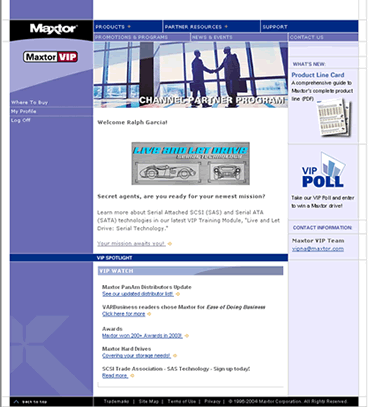 Maxtor
PRODUCTS
PARTNER RESOURCES
SUPPORT
PROMOTIONS & PROGRAMS
NEWS & EVENTS
CONTACT US
Maxtor VIP
Where To Buy
My Profile
Log Off
CHANNEL PARTNER PROGRAM
Welcome Ralph Garcia!
LIVE AND LET DRIVE
SERIAL TECHNOLOGY
Secret agents, are you ready for your newest mission?
Learn more about Serial Attached SCSI (SAS) and Serial ATA
(SATA) technologies in our latest VIP Training Module, "Live and Let
Drive: Serial Technology."
Your mission awaits you!
WHAT'S NEW:
Product Line Card
A comprehensive guide to
Maxtor's complete product
line (PDF)
VIP
POLL
Take our VIP Poll and enter
to win a Maxtor drive!
CONTACT INFORMATION:
Maxtor VIP Team
vipna@maxtor.com
VIP SPOTLIGHT
VIP WATCH
Maxtor PanAm Distributors Update
See our updated distributor list!
VARBusiness readers chose Maxtor for Ease of Doing Business
Click here for more
Awards
Maxtor won 200+ Awards in 2003!
Maxtor Hard Drives
Covering your storage needs!
SCSI Trade Association - SAS Technology - Sign up today!
Read more
back to top
Trademarks | Site Map | Terms of Use | Privacy | © 1996-2004 Maxtor Corporation. All Rights Reserved